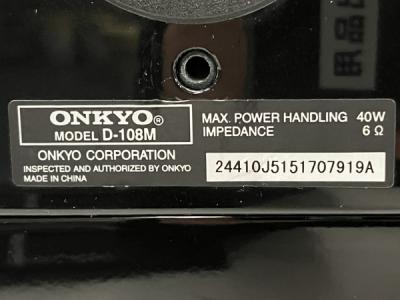 ONKYO®
MODEL D-108M
ONKYO CORPORATION
INSPECTED AND AUTHORIZED BY ONKYO
MADE IN CHINA
MAX. POWER HANDLING 40W
IMPEDANCE 6 Ω
24410J5151707919A